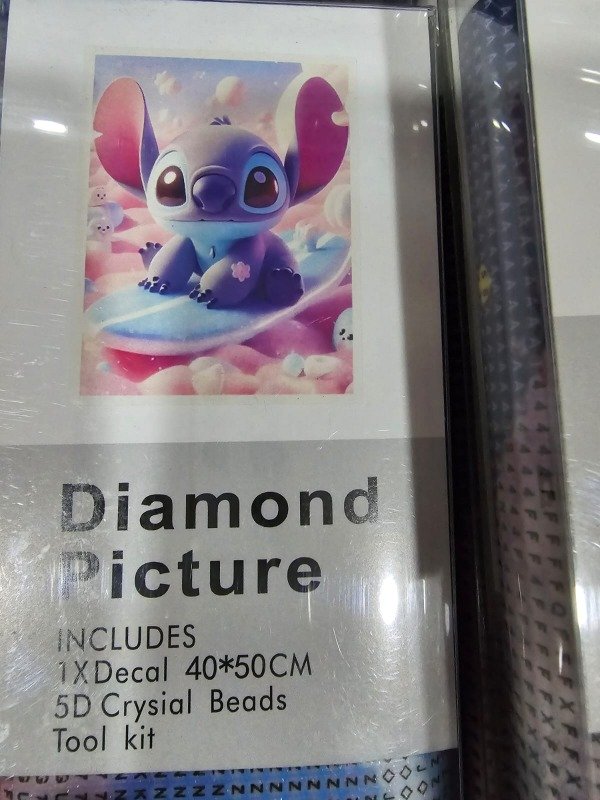 Diamond
Picture
INCLUDES
1XDecal 40*50CM
5D Crysial Beads
Tool kit